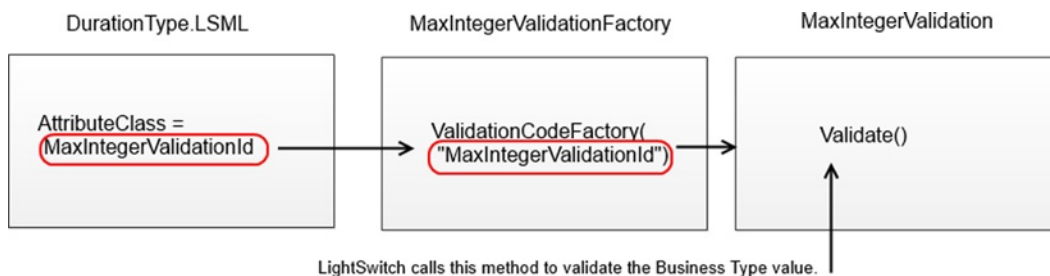 DurationType.LSML
MaxIntegerValidationFactory
MaxIntegerValidation
AttributeClass =
MaxIntegerValidationId
ValidationCodeFactory(
"MaxIntegerValidationId")
Validate()
LightSwitch calls this method to validate the Business Type value.